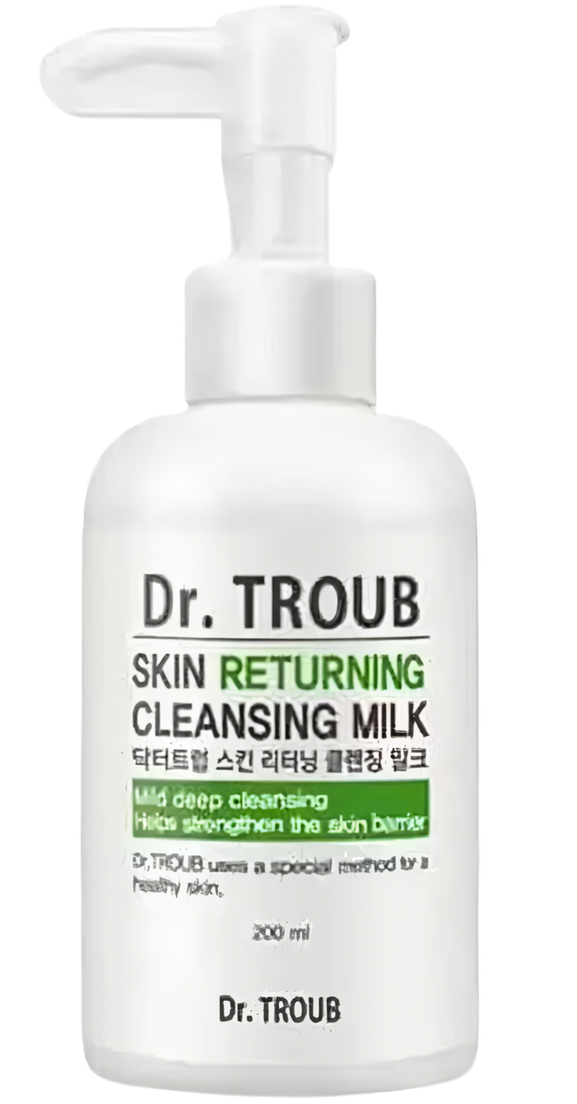 Dr. TROUB
SKIN RETURNING
CLEANSING MILK
닥터트럽 스킨 리터닝 클렌징 밀크
Mild deep cleansing
Helps strengthen the skin barrier
Dr.TROUB uses a special method for a
healthy skin.
200 ml
Dr. TROUB